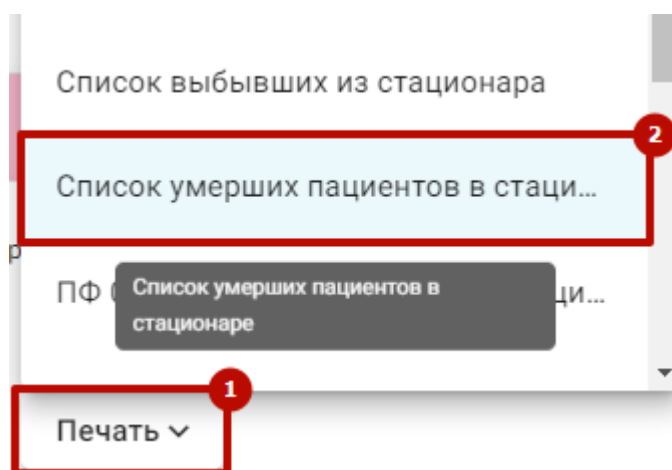 Список выбывших из стационара
2
Список умерших пациентов в стаци...
ПФ
Список умерших пациентов в
стационаре
ци...
1
Печать